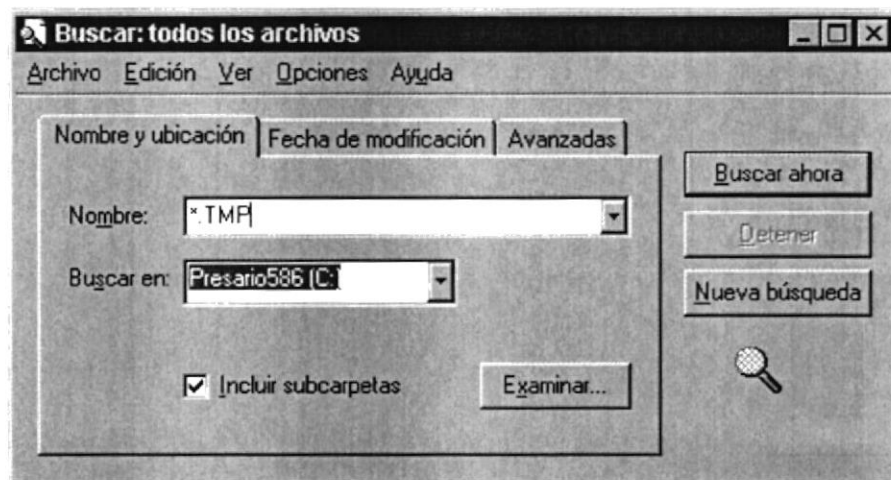 Buscar: todos los archivos
Archivo Edición Ver Opciones Ayuda
Nombre y ubicación Fecha de modificación Avanzadas
Nombre: *.TMP
Buscar en: Presario586 (C:)
Incluir subcarpetas
Examinar...
Buscar ahora
Detener
Nueva búsqueda